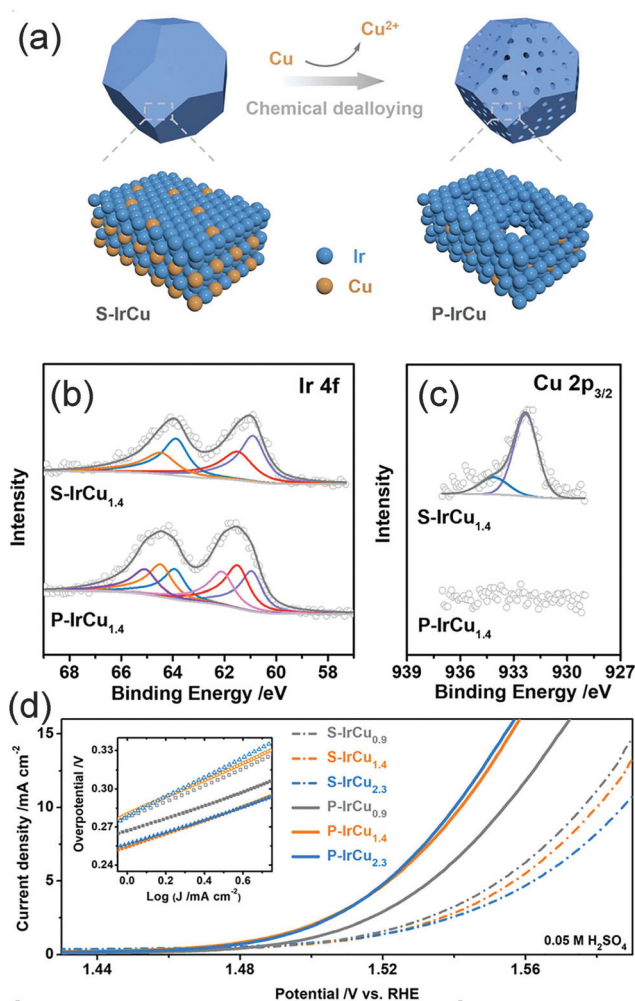 (a)
Cu
Cu²⁺
Chemical dealloying
S-IrCu
Ir
Cu
P-IrCu
(b)
Ir 4f
S-IrCu₁.₄
P-IrCu₁.₄
Intensity
68 66 64 62 60 58
Binding Energy /eV
(c)
Cu 2p₃/₂
S-IrCu₁.₄
P-IrCu₁.₄
Intensity
939 936 933 930 927
Binding Energy /eV
(d)
15
10
5
0
Current density /mA cm⁻²
0.33
0.30
0.27
0.24
Overpotential /V
0.0 0.2 0.4 0.6
Log (J /mA cm⁻²)
S-IrCu₀.₉
S-IrCu₁.₄
S-IrCu₂.₃
P-IrCu₀.₉
P-IrCu₁.₄
P-IrCu₂.₃
0.05 M H₂SO₄
1.44 1.48 1.52 1.56
Potential /V vs. RHE